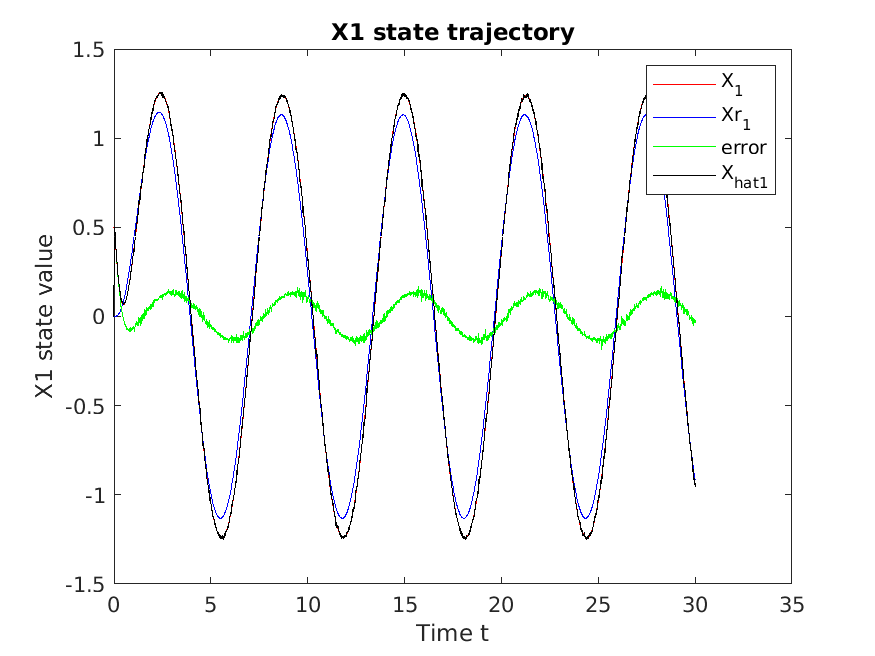 X1 state trajectory
X1 state value
1.5
1
0.5
0
-0.5
-1
-1.5
X1
Xr1
error
Xhat1
0 5 10 15 20 25 30 35
Time t